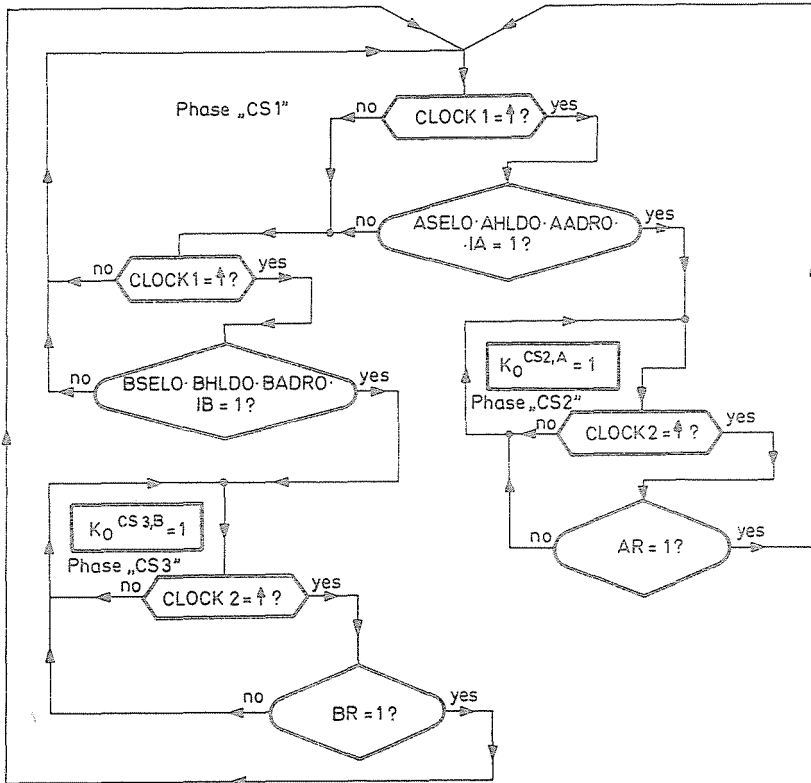 Phase „CS1"
no
CLOCK 1 = ↑ ?
yes
no
ASELO · AHLDO · AADRO ·
· IA = 1?
yes
no
CLOCK 1 = ↑ ?
yes
no
BSELO · BHLDO · BADRO ·
IB = 1?
yes
K₀ CS2,A = 1
Phase „CS2"
no
CLOCK 2 = ↑ ?
yes
no
AR = 1?
yes
K₀ CS 3,B = 1
Phase „CS3"
no
CLOCK 2 = ↑ ?
yes
no
BR = 1?
yes